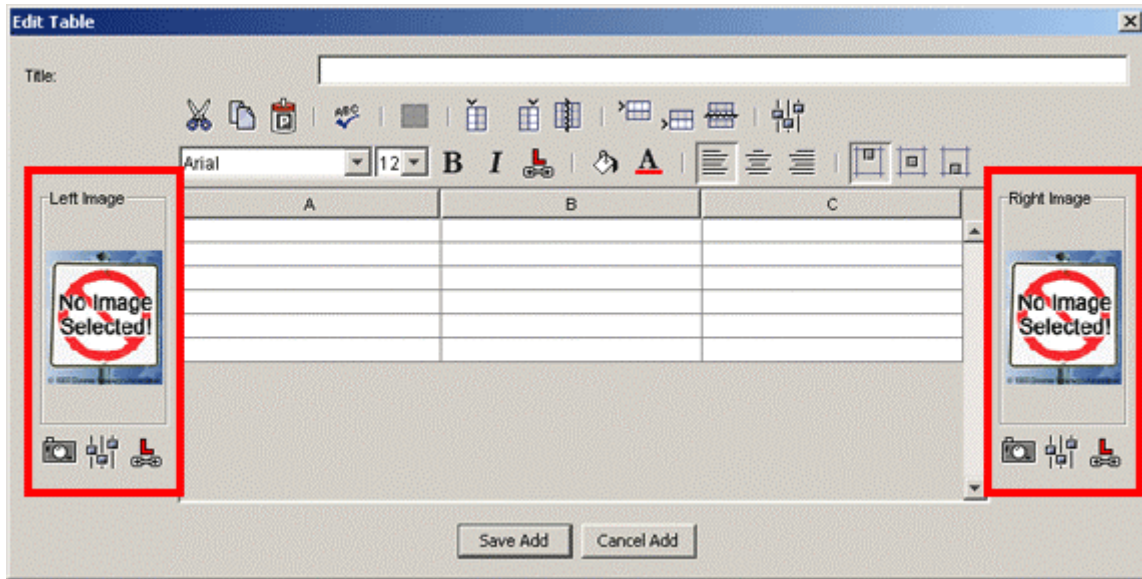 Edit Table
Title:
ABC
P
Arial
12
B I L A
Left Image
A
B
C
Right Image
No Image
Selected!
No Image
Selected!
L
L
Save Add
Cancel Add